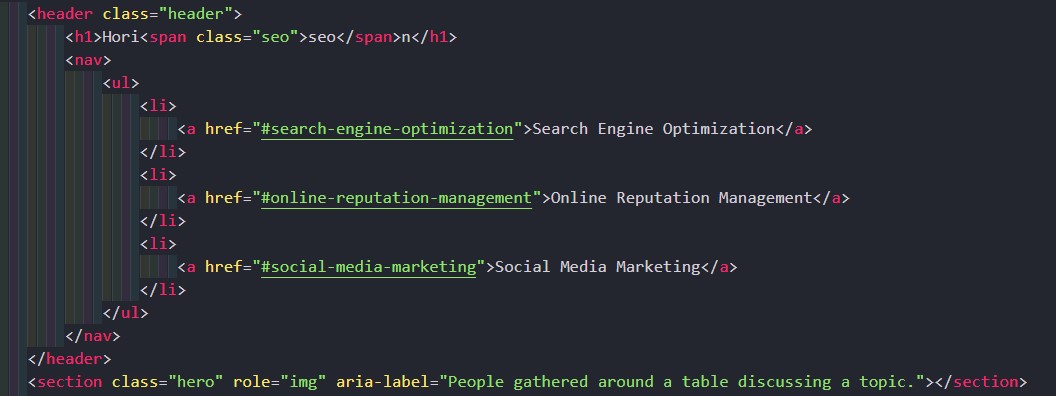 <header class="header">
<h1>Hori<span class="seo">seo</span>n</h1>
<nav>
<ul>
<li>
<a href="#search-engine-optimization">Search Engine Optimization</a>
</li>
<li>
<a href="#online-reputation-management">Online Reputation Management</a>
</li>
<li>
<a href="#social-media-marketing">Social Media Marketing</a>
</li>
</ul>
</nav>
</header>
<section class="hero" role="img" aria-label="People gathered around a table discussing a topic."></section>